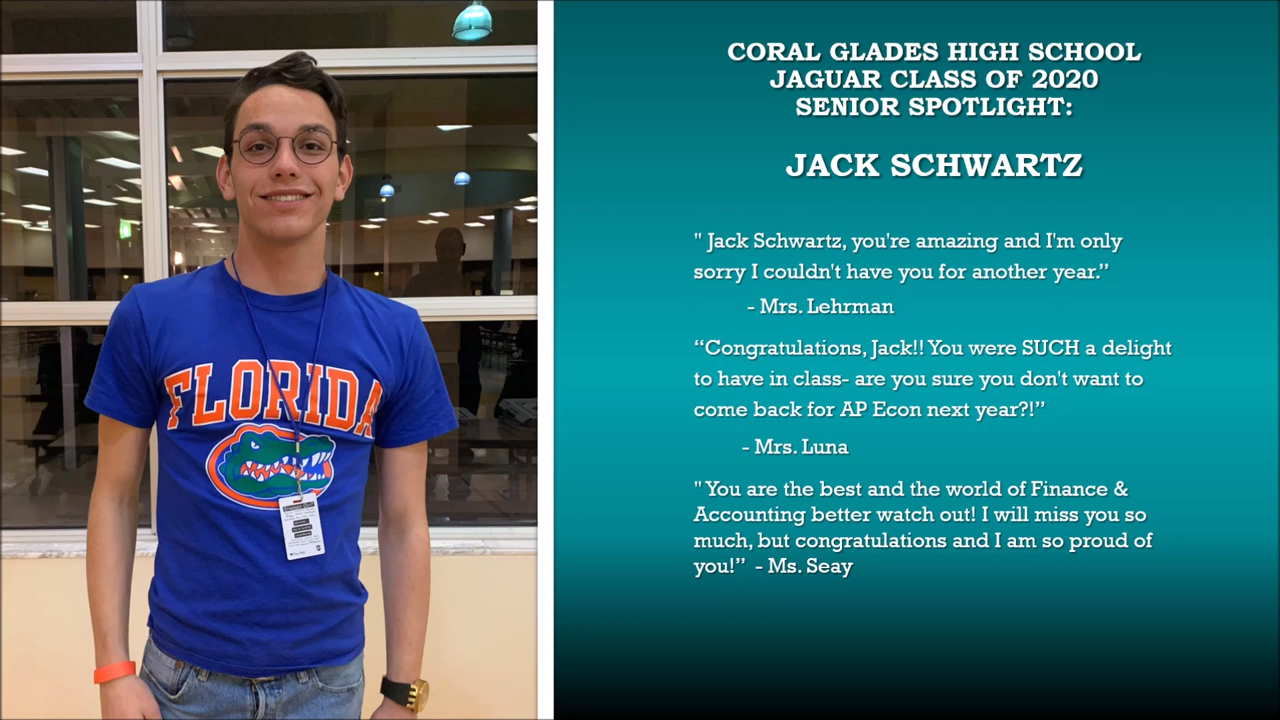 CORAL GLADES HIGH SCHOOL
JAGUAR CLASS OF 2020
SENIOR SPOTLIGHT:
JACK SCHWARTZ
" Jack Schwartz, you're amazing and I'm only
sorry I couldn't have you for another year.”
- Mrs. Lehrman
“Congratulations, Jack!! You were SUCH a delight
to have in class- are you sure you don't want to
come back for AP Econ next year?!”
- Mrs. Luna
" You are the best and the world of Finance &
Accounting better watch out! I will miss you so
much, but congratulations and I am so proud of
you!” - Ms. Seay
FLORIDA